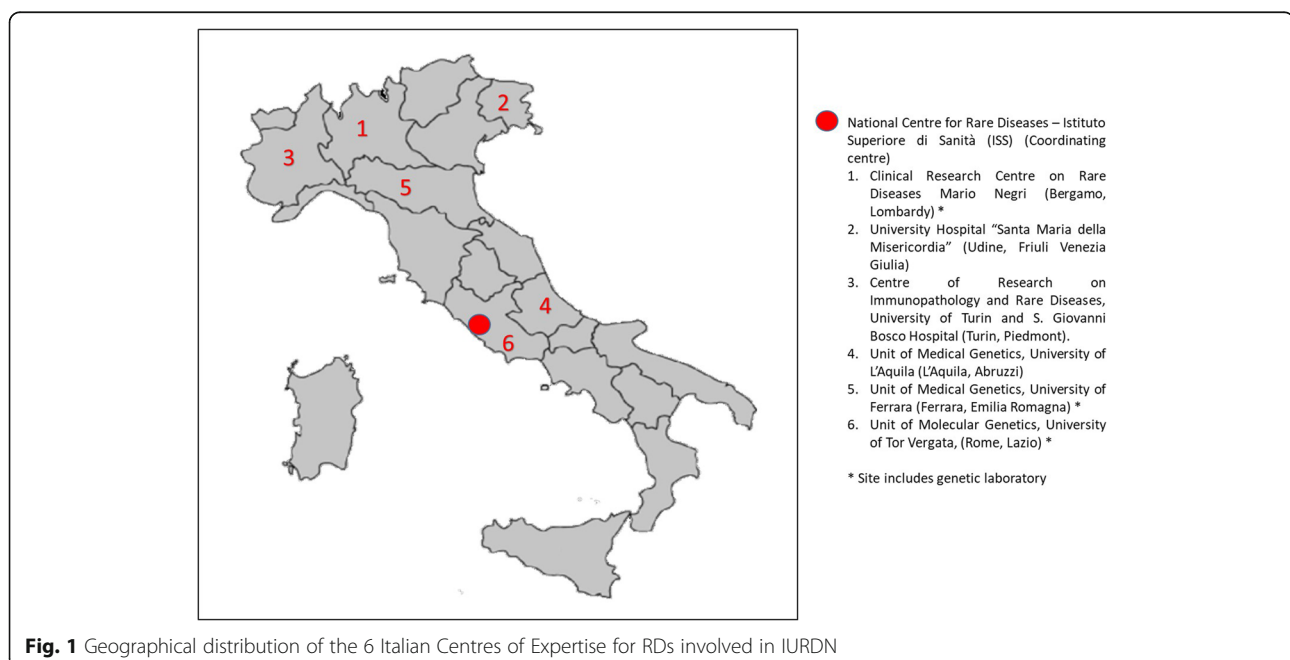 2
1
3
5
4
6
National Centre for Rare Diseases – Istituto
Superiore di Sanità (ISS) (Coordinating
centre)
1. Clinical Research Centre on Rare
Diseases Mario Negri (Bergamo,
Lombardy) *
2. University Hospital “Santa Maria della
Misericordia” (Udine, Friuli Venezia
Giulia)
3. Centre of Research on
Immunopathology and Rare Diseases,
University of Turin and S. Giovanni
Bosco Hospital (Turin, Piedmont).
4. Unit of Medical Genetics, University of
L’Aquila (L’Aquila, Abruzzi)
5. Unit of Medical Genetics, University of
Ferrara (Ferrara, Emilia Romagna) *
6. Unit of Molecular Genetics, University
of Tor Vergata, (Rome, Lazio) *
* Site includes genetic laboratory
Fig. 1 Geographical distribution of the 6 Italian Centres of Expertise for RDs involved in IURDN